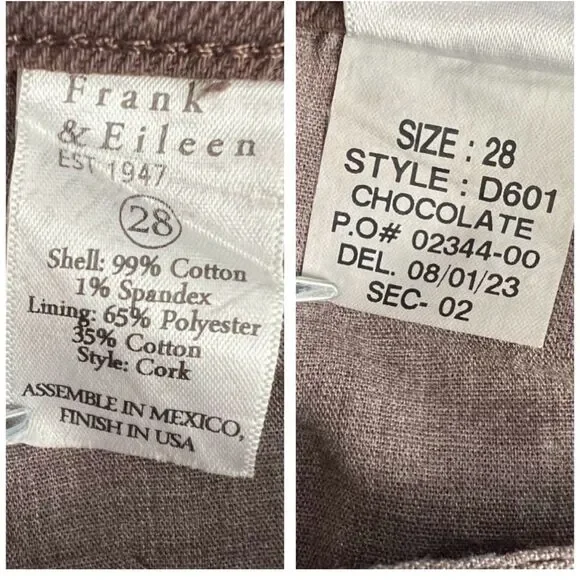 Frank
& Eileen
EST 1947
28
Shell: 99% Cotton
1% Spandex
Lining: 65% Polyester
35% Cotton
Style: Cork
ASSEMBLE IN MEXICO,
FINISH IN USA
SIZE : 28
STYLE : D601
CHOCOLATE
P.O# 02344-00
DEL. 08/01/23
SEC- 02